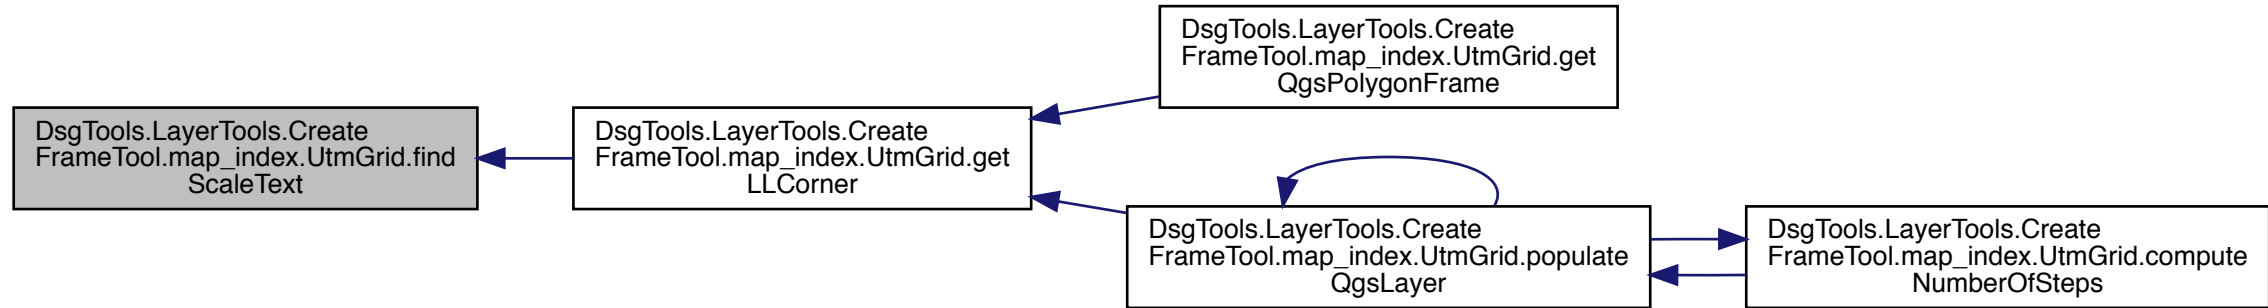 DsgTools.LayerTools.Create
FrameTool.map_index.UtmGrid.find
ScaleText
DsgTools.LayerTools.Create
FrameTool.map_index.UtmGrid.get
LLCorner
DsgTools.LayerTools.Create
FrameTool.map_index.UtmGrid.get
QgsPolygonFrame
DsgTools.LayerTools.Create
FrameTool.map_index.UtmGrid.populate
QgsLayer
DsgTools.LayerTools.Create
FrameTool.map_index.UtmGrid.compute
NumberOfSteps